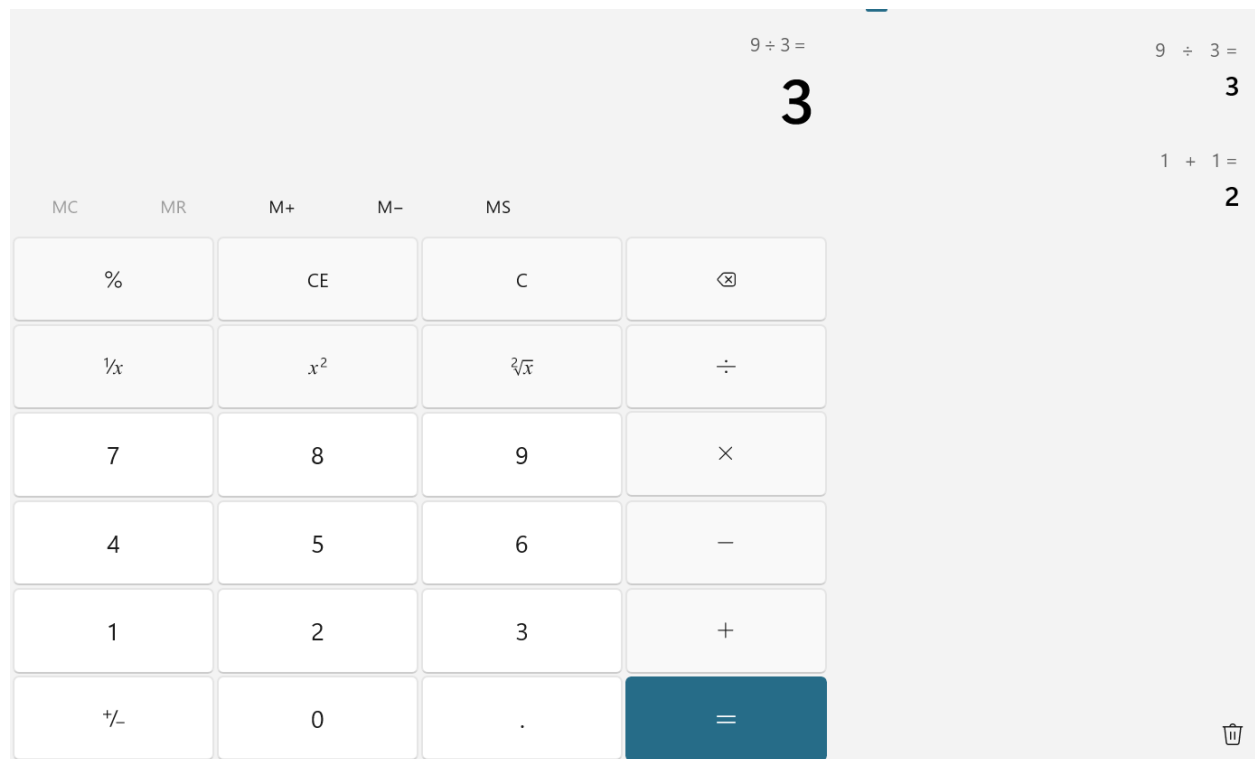 9 ÷ 3 =
3
MC MR M+ M− MS
% CE C
⅟x x² ²√x ÷
7 8 9 ×
4 5 6 −
1 2 3 +
+/− 0 . =
9 ÷ 3 =
3
1 + 1 =
2